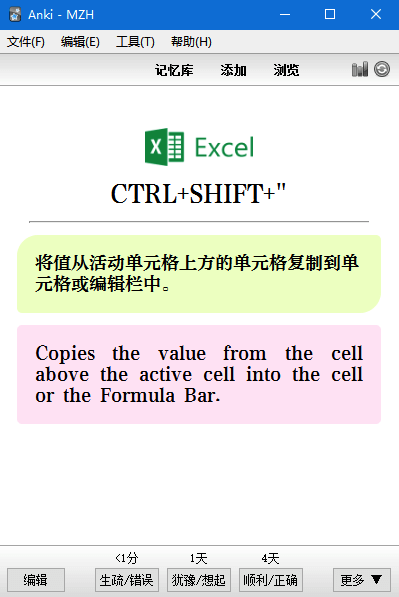 Anki - MZH
文件(F) 编辑(E) 工具(T) 帮助(H)
记忆库 添加 浏览
Excel
CTRL+SHIFT+"
将值从活动单元格上方的单元格复制到单
元格或编辑栏中。
Copies the value from the cell
above the active cell into the cell
or the Formula Bar.
<1分 1天 4天
编辑 生疏/错误 犹豫/想起 顺利/正确 更多 ▼